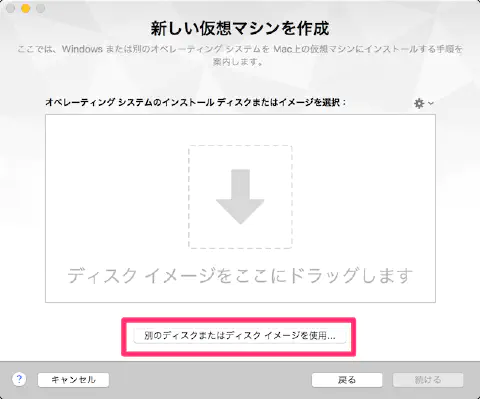 新しい仮想マシンを作成
ここでは、Windows または別のオペレーティング システムを Mac上の仮想マシンにインストールする手順を
案内します。
オペレーティング システムのインストール ディスクまたはイメージを選択：
ディスク イメージをここにドラッグします
別のディスクまたはディスク イメージを使用...
? キャンセル 戻る 続ける